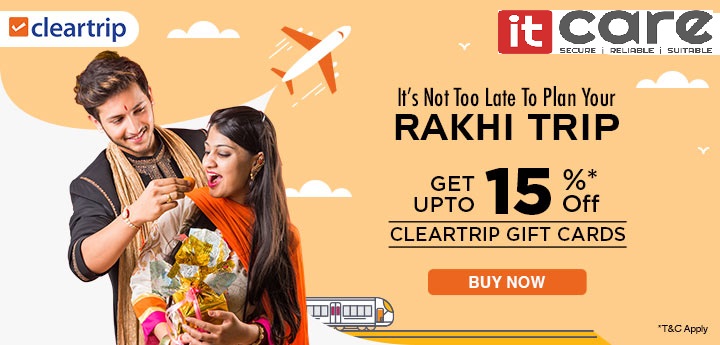 cleartrip
it care
SECURE | RELIABLE | SUITABLE
It's Not Too Late To Plan Your
RAKHI TRIP
GET UPTO 15%* Off
CLEARTRIP GIFT CARDS
BUY NOW
*T&C Apply